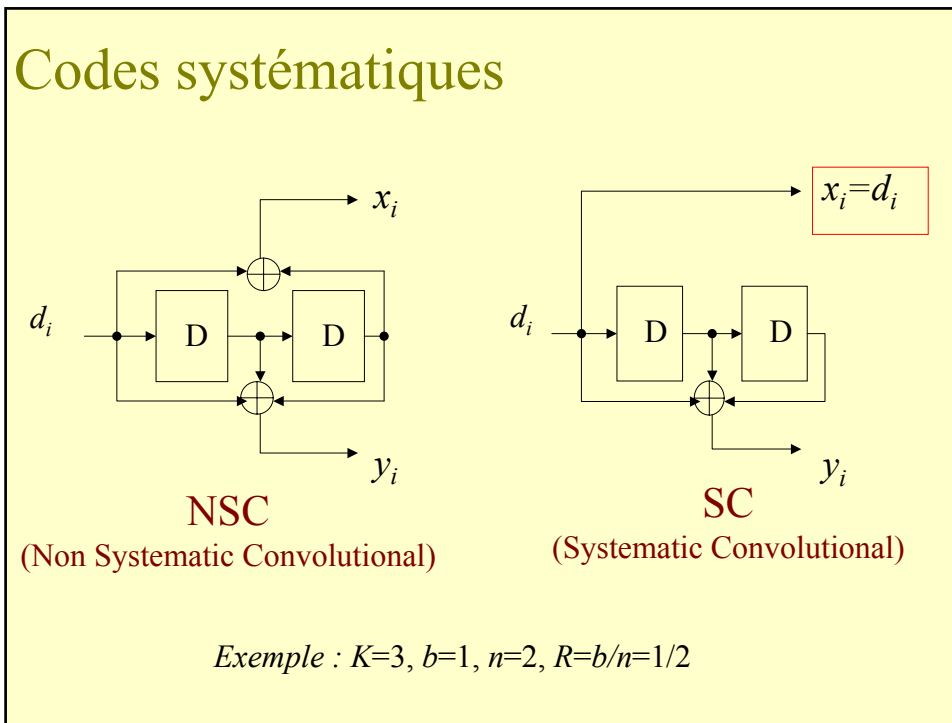 Codes systématiques
x_i
d_i
D
D
y_i
NSC
(Non Systematic Convolutional)
x_i=d_i
d_i
D
D
y_i
SC
(Systematic Convolutional)
Exemple : K=3, b=1, n=2, R=b/n=1/2